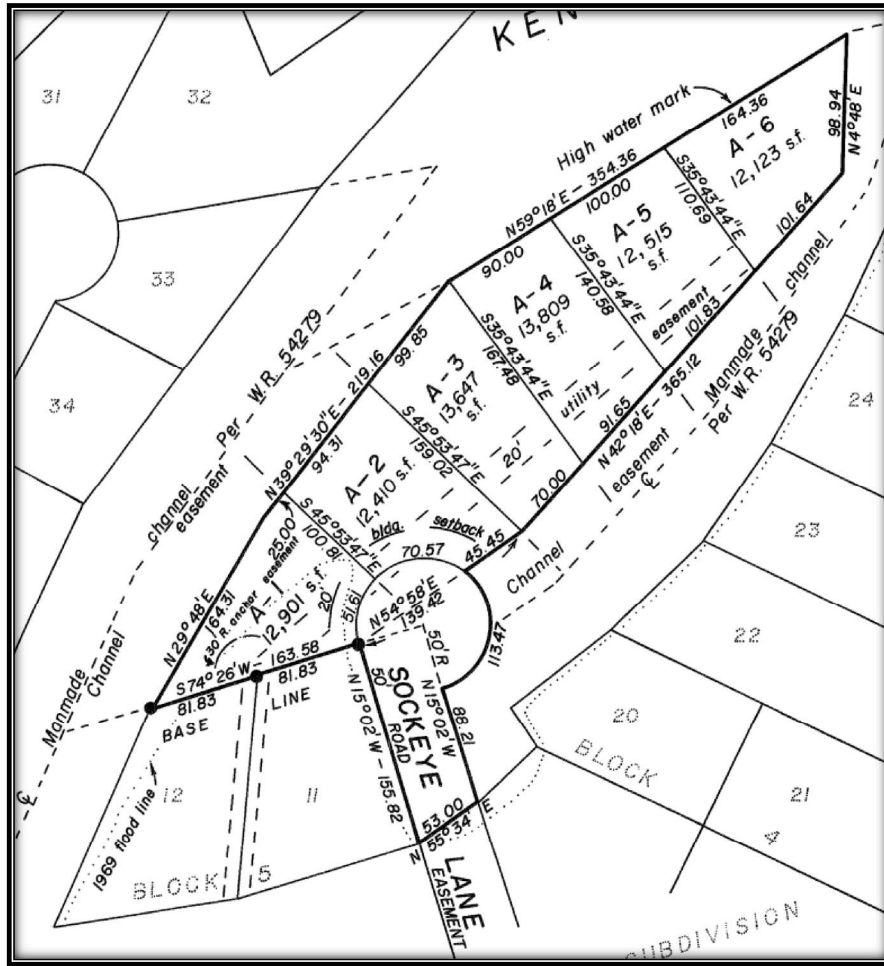 KEN
31
32
33
34
High water mark
N59°18'E - 354.36
164.36
A-6
12,123 s.f.
98.94
N4°48'E
101.64
S35°43'44"E
110.69
100.00
A-5
12,515
s.f.
S35°43'44"E
140.58
90.00
A-4
13,809
s.f.
S35°43'44"E
167.48
easement
101.83
utility
20'
91.65
N42°18'E - 365.12
Manmade channel
easement
Per W.R. 54279
℄
Channel
24
23
22
20
21
BLOCK
4
channel Per W.R. 54279
easement
N39°29'30"E - 219.16
99.85
94.31
A-3
13,647
s.f.
S45°53'47"E
159.02
A-2
12,410 s.f.
S45°53'47"E
100.81
25.00
70.00
bldg. setback
70.57
45.45
51.61
N54°58'E
139.42
113.47
50'R
N29°48'E
164.31
30'R. anchor easement
A-1
12,901 s.f.
20'
S74°26'W - 163.58
81.83
81.83
BASE LINE
Manmade Channel
℄
1969 flood line
12
11
BLOCK 5
50'
SOCKEYE
ROAD
N15°02'W - 155.82
N15°02'W
88.21
53.00
N 55°34' E
LANE
EASEMENT
SUBDIVISION